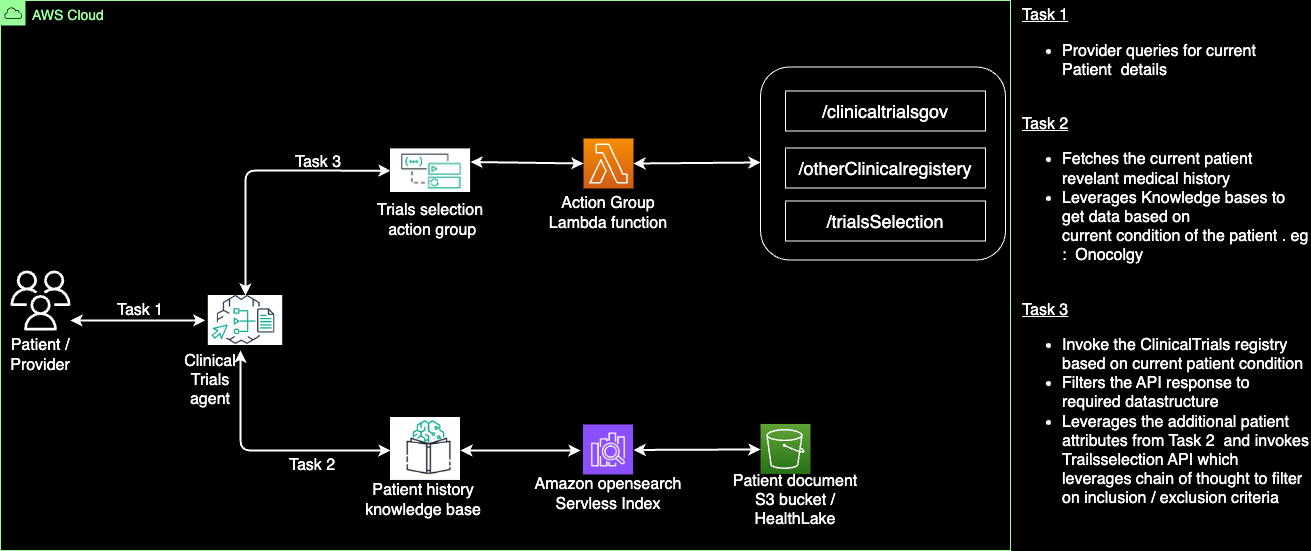 AWS Cloud
Task 3
Trials selection
action group
Action Group
Lambda function
/clinicaltrialsgov
/otherClinicalregistery
/trialsSelection
Task 1
Patient /
Provider
Clinical
Trials
agent
Task 2
Patient history
knowledge base
Amazon opensearch
Servless Index
Patient document
S3 bucket /
HealthLake
Task 1
• Provider queries for current
Patient details
Task 2
• Fetches the current patient
revelant medical history
• Leverages Knowledge bases to
get data based on
current condition of the patient . eg
: Onocolgy
Task 3
• Invoke the ClinicalTrials registry
based on current patient condition
• Filters the API response to
required datastructure
• Leverages the additional patient
attributes from Task 2 and invokes
Trailsselection API which
leverages chain of thought to filter
on inclusion / exclusion criteria